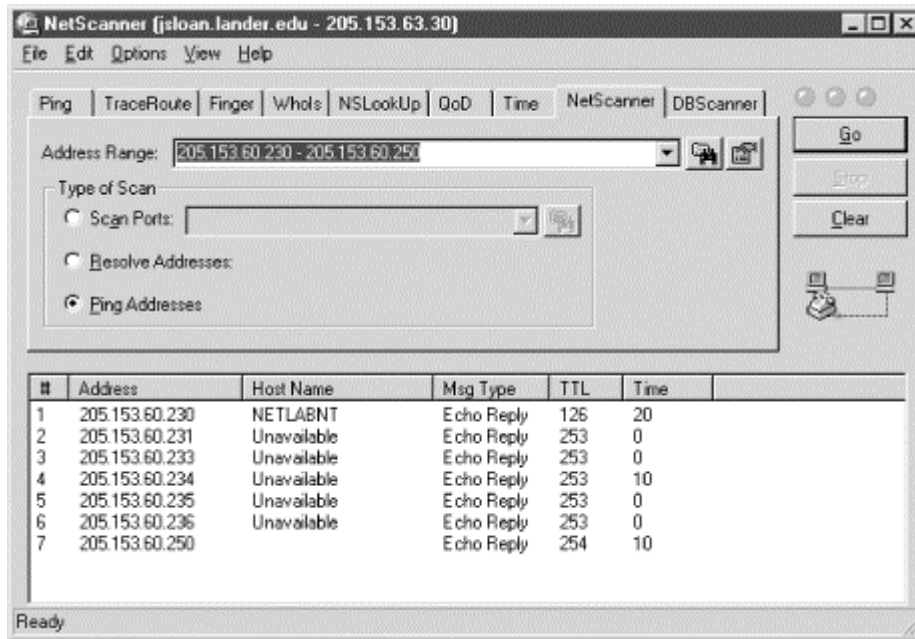 NetScanner (jsloan.lander.edu - 205.153.63.30)
File Edit Options View Help
Ping TraceRoute Finger WhoIs NSLookUp QoD Time NetScanner DBScanner
Address Range: 205.153.60.230 - 205.153.60.250
Go
Type of Scan
Stop
Scan Ports:
Clear
Resolve Addresses:
Ping Addresses
# Address Host Name Msg Type TTL Time
1 205.153.60.230 NETLABNT Echo Reply 126 20
2 205.153.60.231 Unavailable Echo Reply 253 0
3 205.153.60.233 Unavailable Echo Reply 253 0
4 205.153.60.234 Unavailable Echo Reply 253 10
5 205.153.60.235 Unavailable Echo Reply 253 0
6 205.153.60.236 Unavailable Echo Reply 253 0
7 205.153.60.250 Echo Reply 254 10
Ready